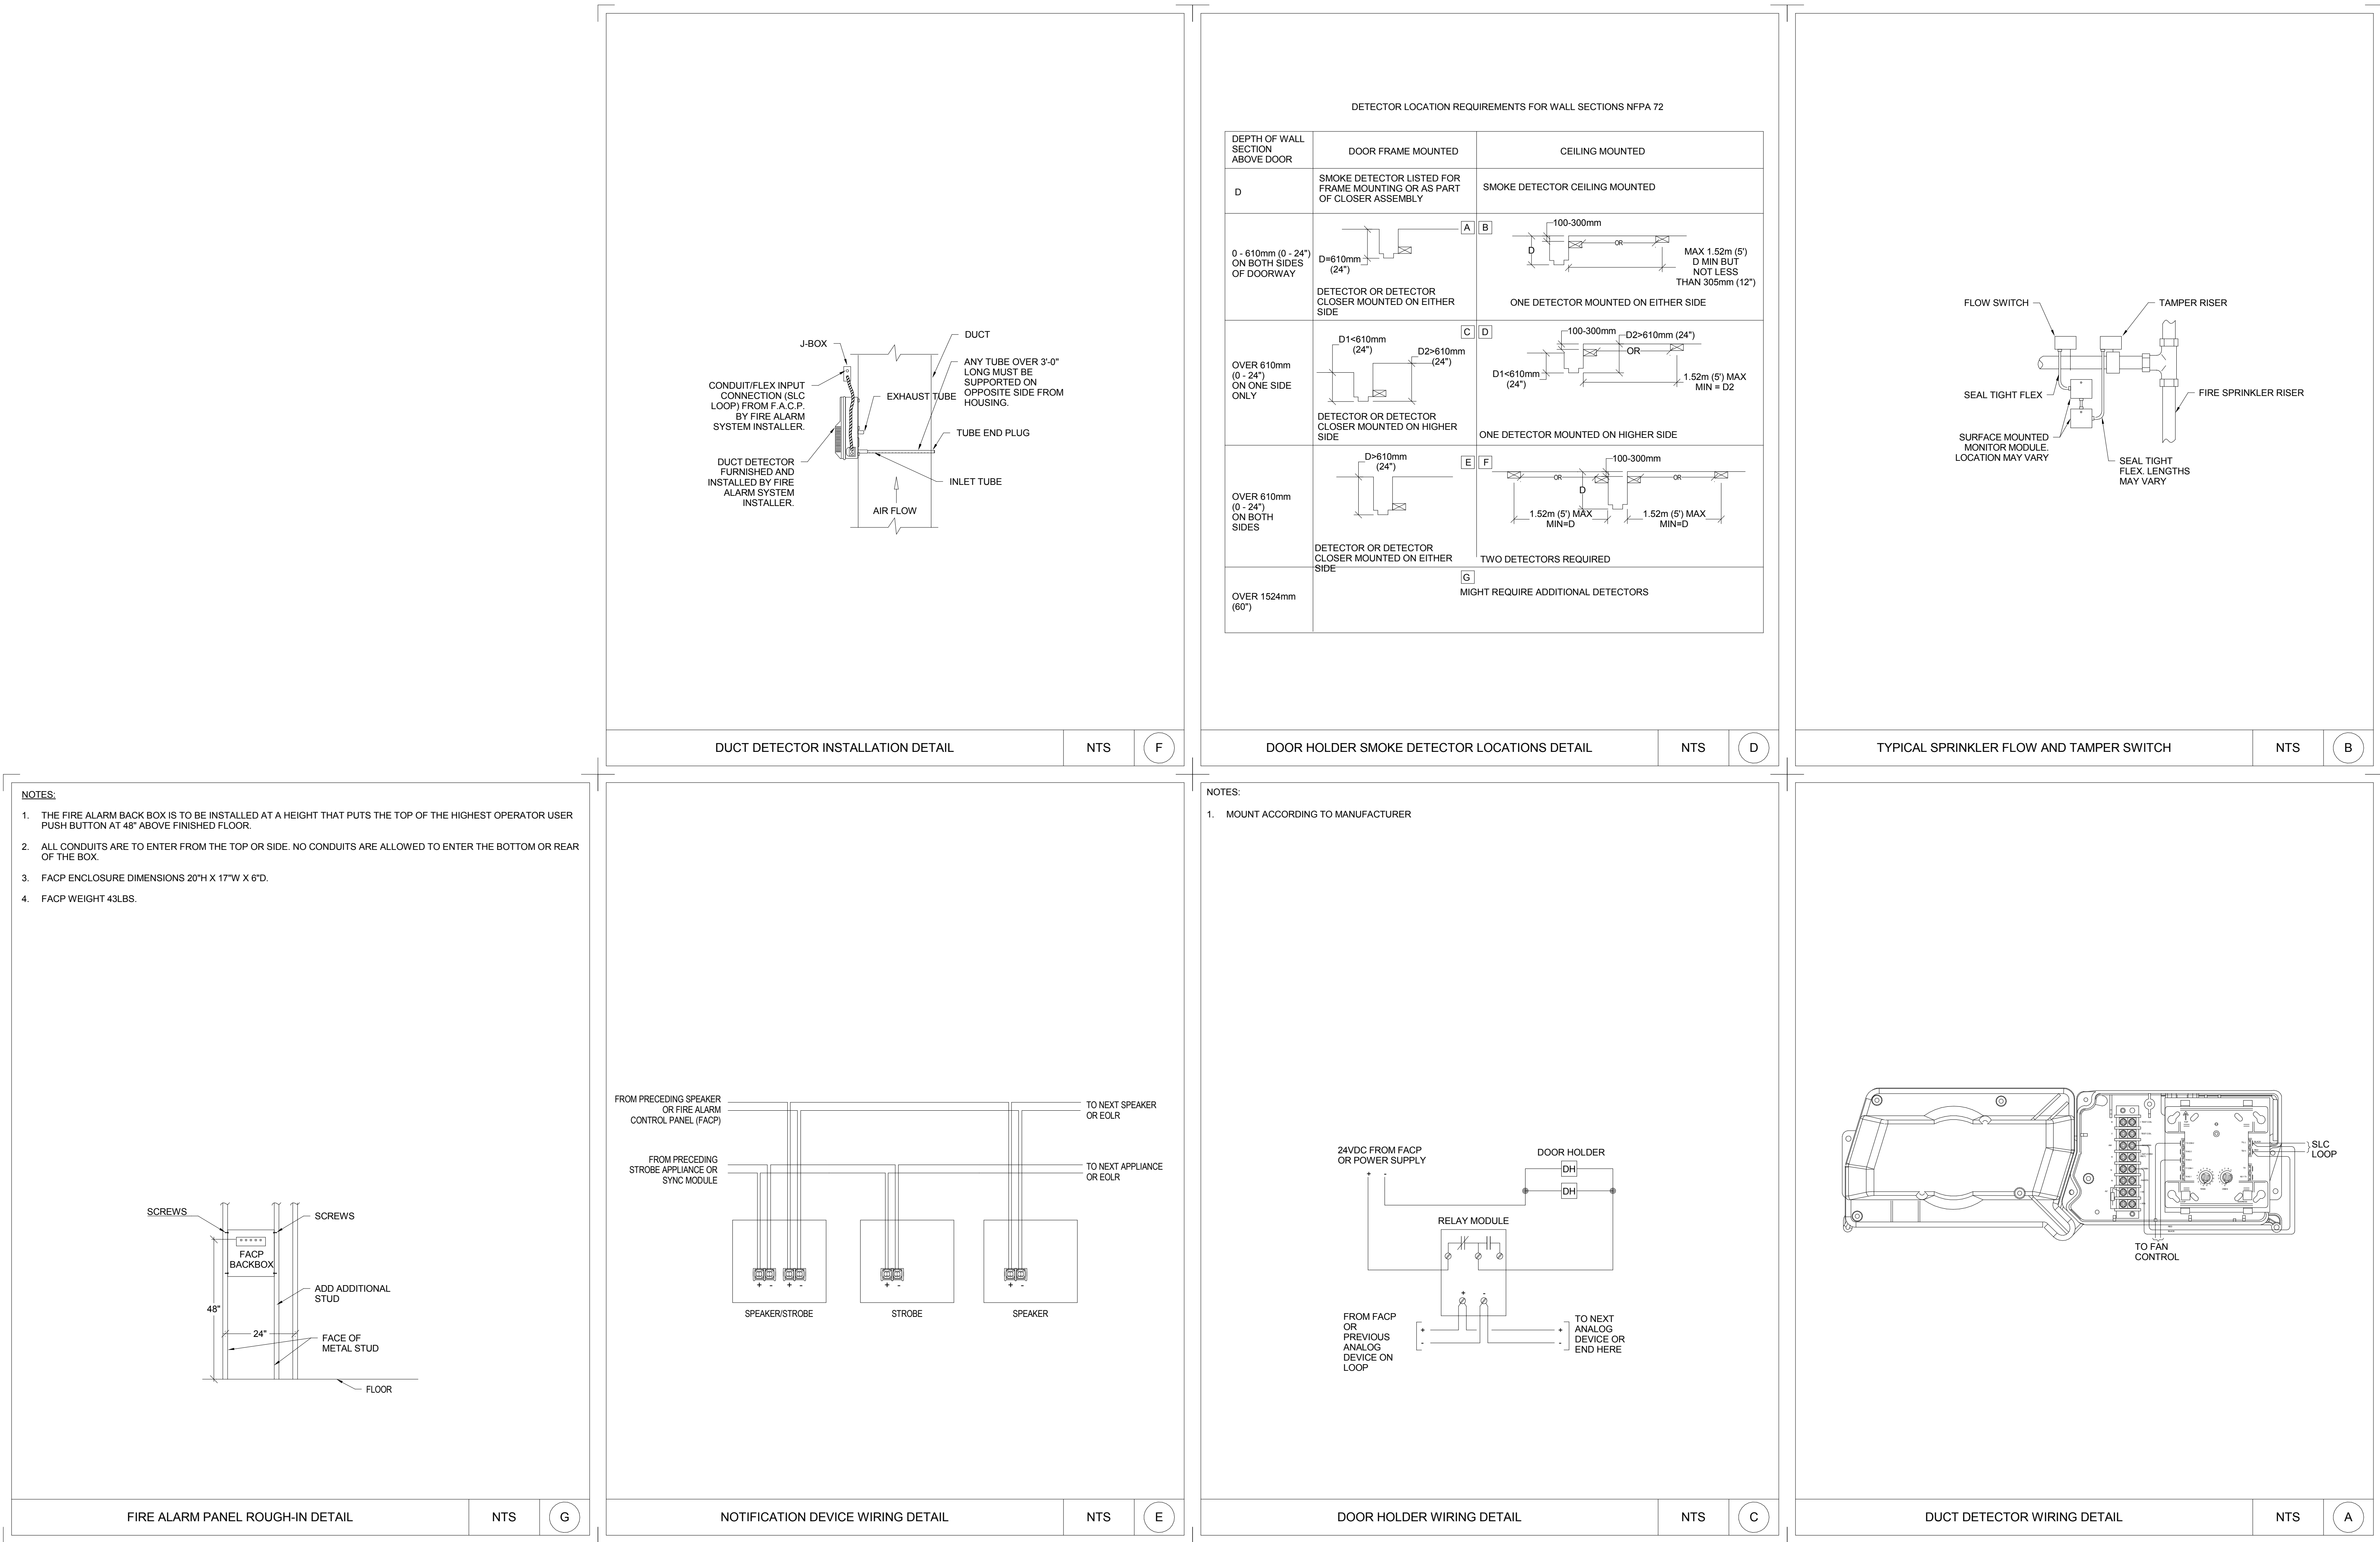 J-BOX
DUCT
ANY TUBE OVER 3'-0"
LONG MUST BE
SUPPORTED ON
OPPOSITE SIDE FROM
HOUSING.
CONDUIT/FLEX INPUT
CONNECTION (SLC
LOOP) FROM F.A.C.P.
BY FIRE ALARM
SYSTEM INSTALLER.
EXHAUST TUBE
TUBE END PLUG
DUCT DETECTOR
FURNISHED AND
INSTALLED BY FIRE
ALARM SYSTEM
INSTALLER.
INLET TUBE
AIR FLOW
DUCT DETECTOR INSTALLATION DETAIL
NTS
F
DETECTOR LOCATION REQUIREMENTS FOR WALL SECTIONS NFPA 72
DEPTH OF WALL
SECTION
ABOVE DOOR
DOOR FRAME MOUNTED
CEILING MOUNTED
D
SMOKE DETECTOR LISTED FOR
FRAME MOUNTING OR AS PART
OF CLOSER ASSEMBLY
SMOKE DETECTOR CEILING MOUNTED
0 - 610mm (0 - 24")
ON BOTH SIDES
OF DOORWAY
A
D=610mm
(24")
DETECTOR OR DETECTOR
CLOSER MOUNTED ON EITHER
SIDE
B
100-300mm
D
OR
MAX 1.52m (5')
D MIN BUT
NOT LESS
THAN 305mm (12")
ONE DETECTOR MOUNTED ON EITHER SIDE
OVER 610mm
(0 - 24")
ON ONE SIDE
ONLY
C
D1<610mm
(24")
D2>610mm
(24")
DETECTOR OR DETECTOR
CLOSER MOUNTED ON HIGHER
SIDE
D
100-300mm
D2>610mm (24")
OR
D1<610mm
(24")
1.52m (5') MAX
MIN = D2
ONE DETECTOR MOUNTED ON HIGHER SIDE
OVER 610mm
(0 - 24")
ON BOTH
SIDES
E
D>610mm
(24")
DETECTOR OR DETECTOR
CLOSER MOUNTED ON EITHER
SIDE
F
100-300mm
OR
OR
D
1.52m (5') MAX
MIN=D
1.52m (5') MAX
MIN=D
TWO DETECTORS REQUIRED
OVER 1524mm
(60")
G
MIGHT REQUIRE ADDITIONAL DETECTORS
DOOR HOLDER SMOKE DETECTOR LOCATIONS DETAIL
NTS
D
FLOW SWITCH
TAMPER RISER
SEAL TIGHT FLEX
FIRE SPRINKLER RISER
SURFACE MOUNTED
MONITOR MODULE.
LOCATION MAY VARY
SEAL TIGHT
FLEX. LENGTHS
MAY VARY
TYPICAL SPRINKLER FLOW AND TAMPER SWITCH
NTS
B
NOTES:
1. THE FIRE ALARM BACK BOX IS TO BE INSTALLED AT A HEIGHT THAT PUTS THE TOP OF THE HIGHEST OPERATOR USER
PUSH BUTTON AT 48" ABOVE FINISHED FLOOR.
2. ALL CONDUITS ARE TO ENTER FROM THE TOP OR SIDE. NO CONDUITS ARE ALLOWED TO ENTER THE BOTTOM OR REAR
OF THE BOX.
3. FACP ENCLOSURE DIMENSIONS 20"H X 17"W X 6"D.
4. FACP WEIGHT 43LBS.
SCREWS
SCREWS
FACP
BACKBOX
ADD ADDITIONAL
STUD
48"
24"
FACE OF
METAL STUD
FLOOR
FIRE ALARM PANEL ROUGH-IN DETAIL
NTS
G
FROM PRECEDING SPEAKER
OR FIRE ALARM
CONTROL PANEL (FACP)
TO NEXT SPEAKER
OR EOLR
FROM PRECEDING
STROBE APPLIANCE OR
SYNC MODULE
TO NEXT APPLIANCE
OR EOLR
+ - + -
+ -
+ -
SPEAKER/STROBE
STROBE
SPEAKER
NOTIFICATION DEVICE WIRING DETAIL
NTS
E
NOTES:
1. MOUNT ACCORDING TO MANUFACTURER
24VDC FROM FACP
OR POWER SUPPLY
+ -
DOOR HOLDER
DH
DH
RELAY MODULE
+ -
FROM FACP
OR
PREVIOUS
ANALOG
DEVICE ON
LOOP
+
-
+
-
TO NEXT
ANALOG
DEVICE OR
END HERE
DOOR HOLDER WIRING DETAIL
NTS
C
SLC
LOOP
TO FAN
CONTROL
DUCT DETECTOR WIRING DETAIL
NTS
A